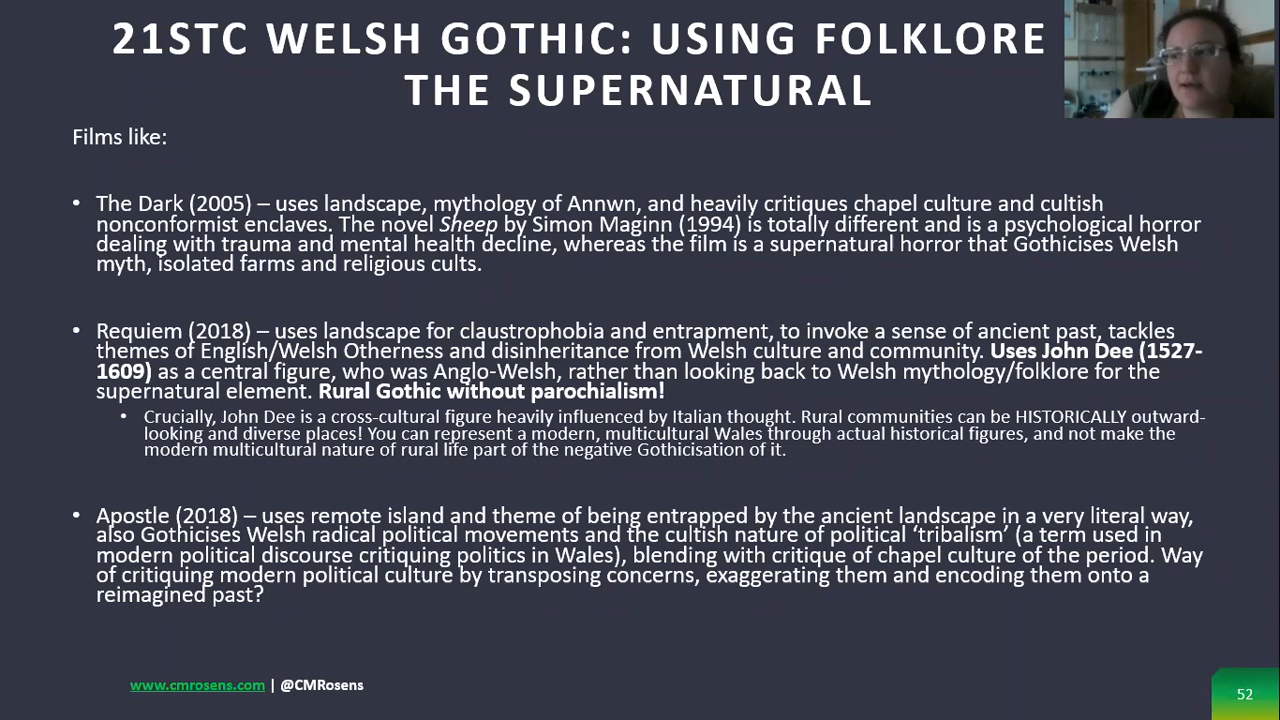 21STC WELSH GOTHIC: USING FOLKLORE
THE SUPERNATURAL
Films like:
• The Dark (2005) – uses landscape, mythology of Annwn, and heavily critiques chapel culture and cultish
nonconformist enclaves. The novel Sheep by Simon Maginn (1994) is totally different and is a psychological horror
dealing with trauma and mental health decline, whereas the film is a supernatural horror that Gothicises Welsh
myth, isolated farms and religious cults.
• Requiem (2018) – uses landscape for claustrophobia and entrapment, to invoke a sense of ancient past, tackles
themes of English/Welsh Otherness and disinheritance from Welsh culture and community. Uses John Dee (1527-
1609) as a central figure, who was Anglo-Welsh, rather than looking back to Welsh mythology/folklore for the
supernatural element. Rural Gothic without parochialism!
• Crucially, John Dee is a cross-cultural figure heavily influenced by Italian thought. Rural communities can be HISTORICALLY outward-
looking and diverse places! You can represent a modern, multicultural Wales through actual historical figures, and not make the
modern multicultural nature of rural life part of the negative Gothicisation of it.
• Apostle (2018) – uses remote island and theme of being entrapped by the ancient landscape in a very literal way,
also Gothicises Welsh radical political movements and the cultish nature of political ‘tribalism’ (a term used in
modern political discourse critiquing politics in Wales), blending with critique of chapel culture of the period. Way
of critiquing modern political culture by transposing concerns, exaggerating them and encoding them onto a
reimagined past?
www.cmrosens.com | @CMRosens
52